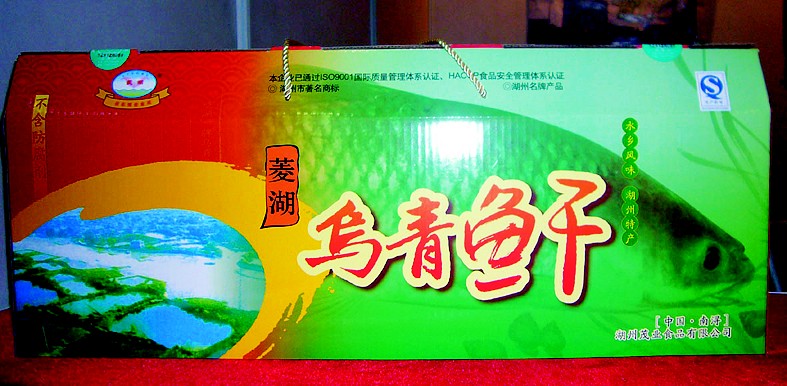 本企业已通过ISO9001国际质量管理体系认证、HACCP食品安全管理体系认证
◎湖州市著名商标 ◎湖州名牌产品
不含防
菱湖
乌青鱼干
水乡风味 湖州特产
[中国·南浔]
湖州茂业食品有限公司